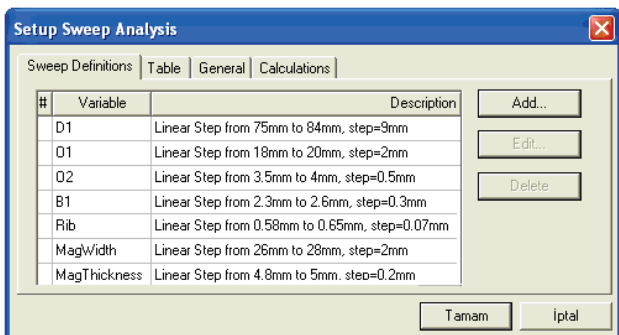 Setup Sweep Analysis
Sweep Definitions Table General Calculations
# Variable Description
D1 Linear Step from 75mm to 84mm, step=9mm
O1 Linear Step from 18mm to 20mm, step=2mm
O2 Linear Step from 3.5mm to 4mm, step=0.5mm
B1 Linear Step from 2.3mm to 2.6mm, step=0.3mm
Rib Linear Step from 0.58mm to 0.65mm, step=0.07mm
MagWidth Linear Step from 26mm to 28mm, step=2mm
MagThickness Linear Step from 4.8mm to 5mm, step=0.2mm
Add...
Edit...
Delete
Tamam İptal